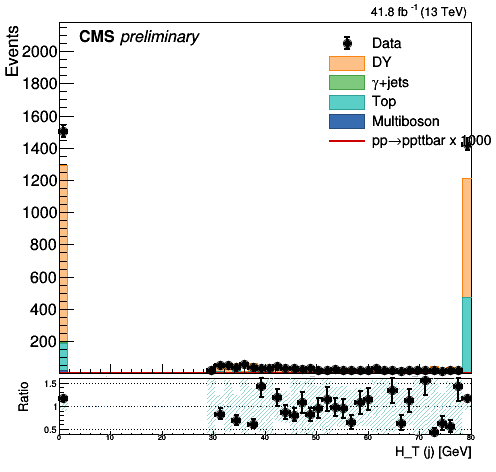 41.8 fb⁻¹ (13 TeV)
CMS preliminary
Events
2000
1800
1600
1400
1200
1000
800
600
400
200
Data
DY
γ+jets
Top
Multiboson
pp→ppttbar x 1000
Ratio
1.5
1
0.5
0 10 20 30 40 50 60 70 80
H_T (j) [GeV]